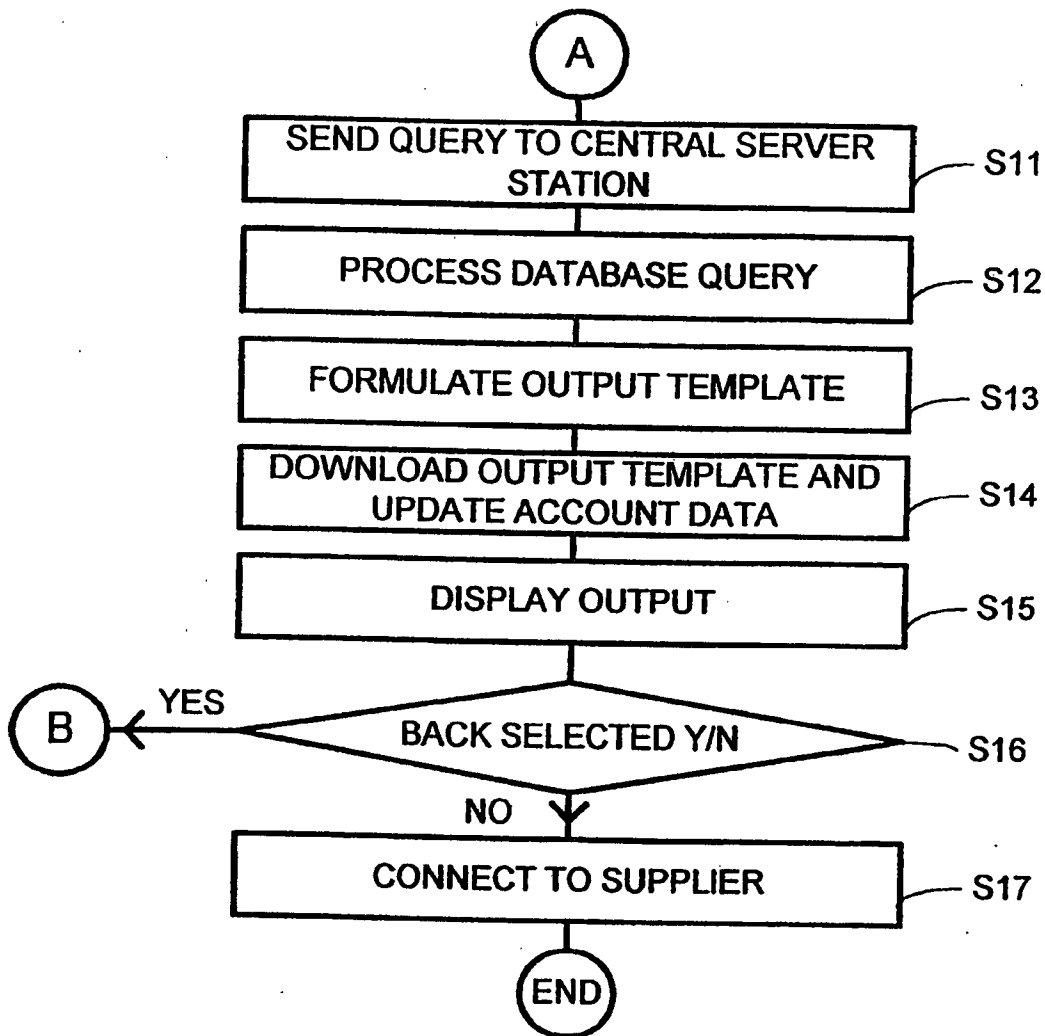 A
SEND QUERY TO CENTRAL SERVER
STATION
S11
PROCESS DATABASE QUERY
S12
FORMULATE OUTPUT TEMPLATE
S13
DOWNLOAD OUTPUT TEMPLATE AND
UPDATE ACCOUNT DATA
S14
DISPLAY OUTPUT
S15
B
YES
BACK SELECTED Y/N
S16
NO
CONNECT TO SUPPLIER
S17
END